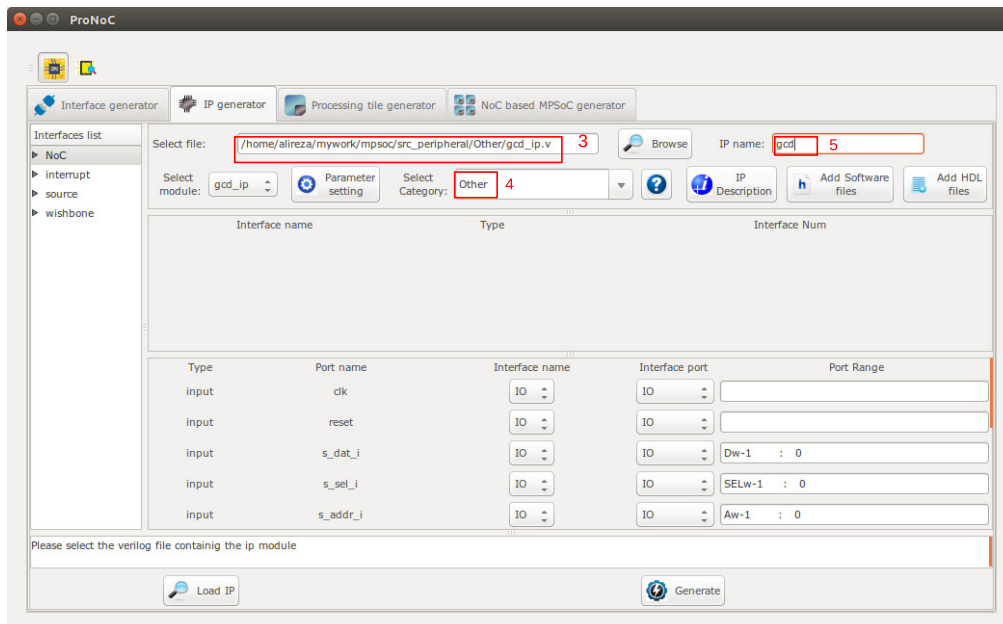 ProNoC
Interface generator
IP generator
Processing tile generator
NoC based MPSoC generator
Interfaces list
NoC
interrupt
source
wishbone
Select file:
/home/alireza/mywork/mpsoc/src_peripheral/Other/gcd_ip.v
3
Browse
IP name:
gcd
5
Select
module:
gcd_ip
Parameter
setting
Select
Category:
Other
4
?
i
IP
Description
h
Add Software
files
Add HDL
files
Interface name Type Interface Num
Type Port name Interface name Interface port Port Range
input clk IO IO
input reset IO IO
input s_dat_i IO IO Dw-1 : 0
input s_sel_i IO IO SELw-1 : 0
input s_addr_i IO IO Aw-1 : 0
Please select the verilog file containig the ip module
Load IP
Generate